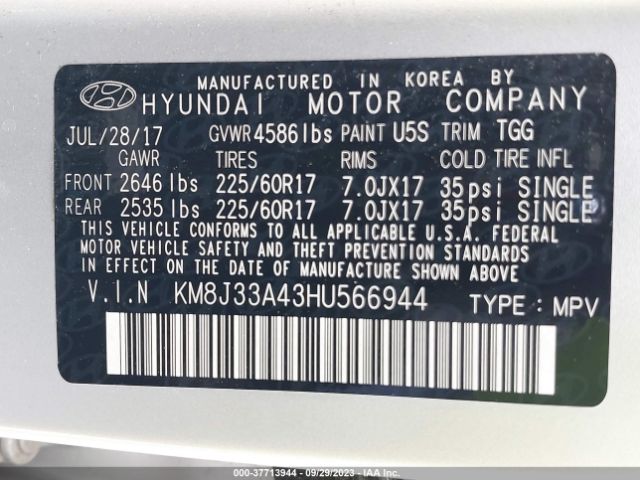 MANUFACTURED IN KOREA BY
HYUNDAI MOTOR COMPANY
JUL/28/17 GVWR 4586 lbs PAINT U5S TRIM TGG
GAWR TIRES RIMS COLD TIRE INFL
FRONT 2646 lbs 225/60R17 7.0JX17 35psi SINGLE
REAR 2535 lbs 225/60R17 7.0JX17 35psi SINGLE
THIS VEHICLE CONFORMS TO ALL APPLICABLE U.S.A. FEDERAL
MOTOR VEHICLE SAFETY AND THEFT PREVENTION STANDARDS
IN EFFECT ON THE DATE OF MANUFACTURE SHOWN ABOVE.
V.I.N KM8J33A43HU566944 TYPE : MPV
000-37713944 - 09/29/2023 - IAAI.COM